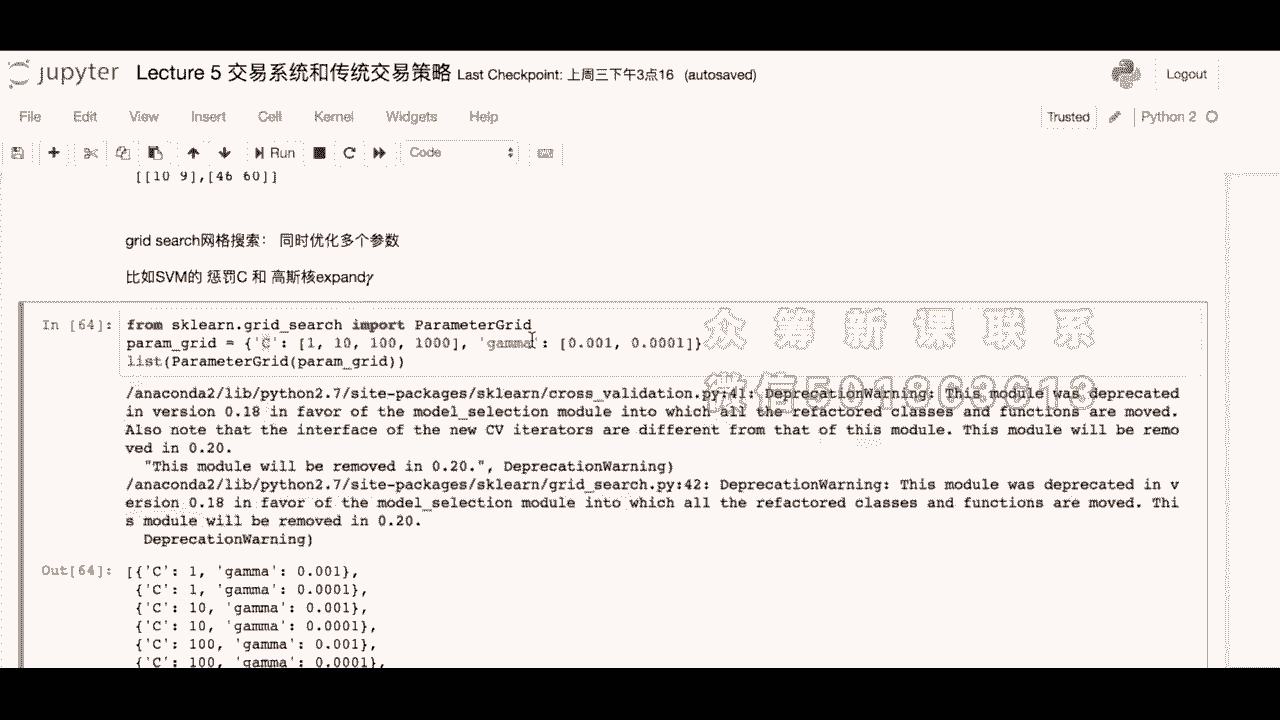 jupyter Lecture 5 交易系统和传统交易策略 Last Checkpoint: 上周三下午3点16 (autosaved)
Logout
File Edit View Insert Cell Kernel Widgets Help
Trusted Python 2
Run Code
[[10 9],[46 60]]
grid search网格搜索: 同时优化多个参数
比如SVM的 惩罚C 和 高斯核expandγ
In [64]: from sklearn.grid_search import ParameterGrid
param_grid = {'C': [1, 10, 100, 1000], 'gamma': [0.001, 0.0001]}
list(ParameterGrid(param_grid))
众筹新课联系
微信501863613
/anaconda2/lib/python2.7/site-packages/sklearn/cross_validation.py:41: DeprecationWarning: This module was deprecated
in version 0.18 in favor of the model_selection module into which all the refactored classes and functions are moved.
Also note that the interface of the new CV iterators are different from that of this module. This module will be remo
ved in 0.20.
"This module will be removed in 0.20.", DeprecationWarning)
/anaconda2/lib/python2.7/site-packages/sklearn/grid_search.py:42: DeprecationWarning: This module was deprecated in v
ersion 0.18 in favor of the model_selection module into which all the refactored classes and functions are moved. Thi
s module will be removed in 0.20.
DeprecationWarning)
Out[64]: [{'C': 1, 'gamma': 0.001},
{'C': 1, 'gamma': 0.0001},
{'C': 10, 'gamma': 0.001},
{'C': 10, 'gamma': 0.0001},
{'C': 100, 'gamma': 0.001},
{'C': 100, 'gamma': 0.0001},